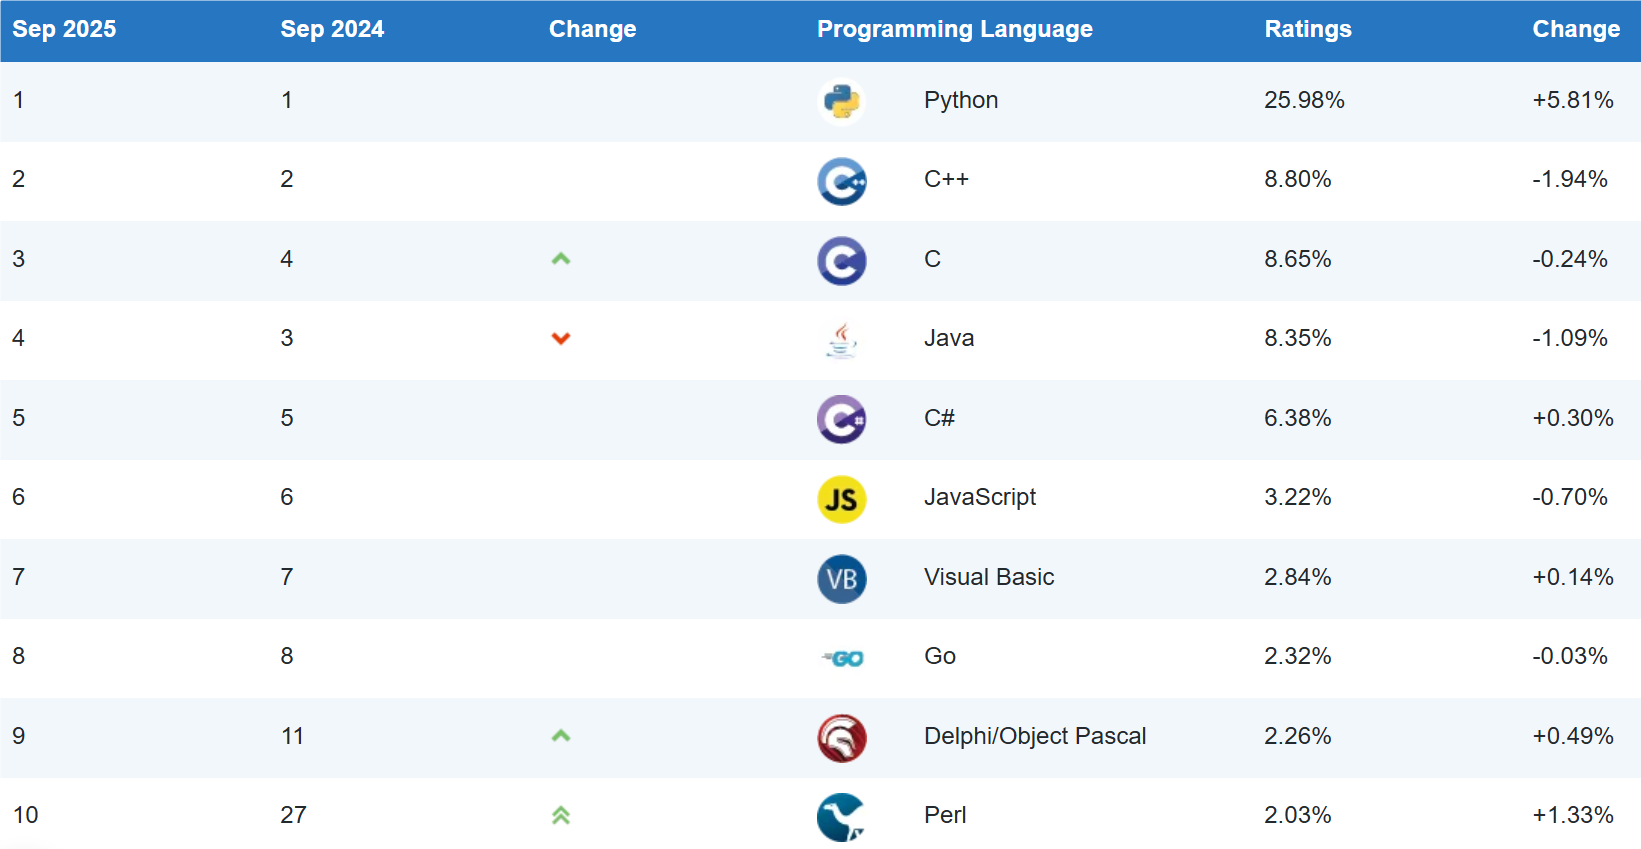 Sep 2025 Sep 2024 Change Programming Language Ratings Change
1 1 Python 25.98% +5.81%
2 2 C++ 8.80% -1.94%
3 4 C 8.65% -0.24%
4 3 Java 8.35% -1.09%
5 5 C# 6.38% +0.30%
6 6 JS JavaScript 3.22% -0.70%
7 7 VB Visual Basic 2.84% +0.14%
8 8 GO Go 2.32% -0.03%
9 11 Delphi/Object Pascal 2.26% +0.49%
10 27 Perl 2.03% +1.33%